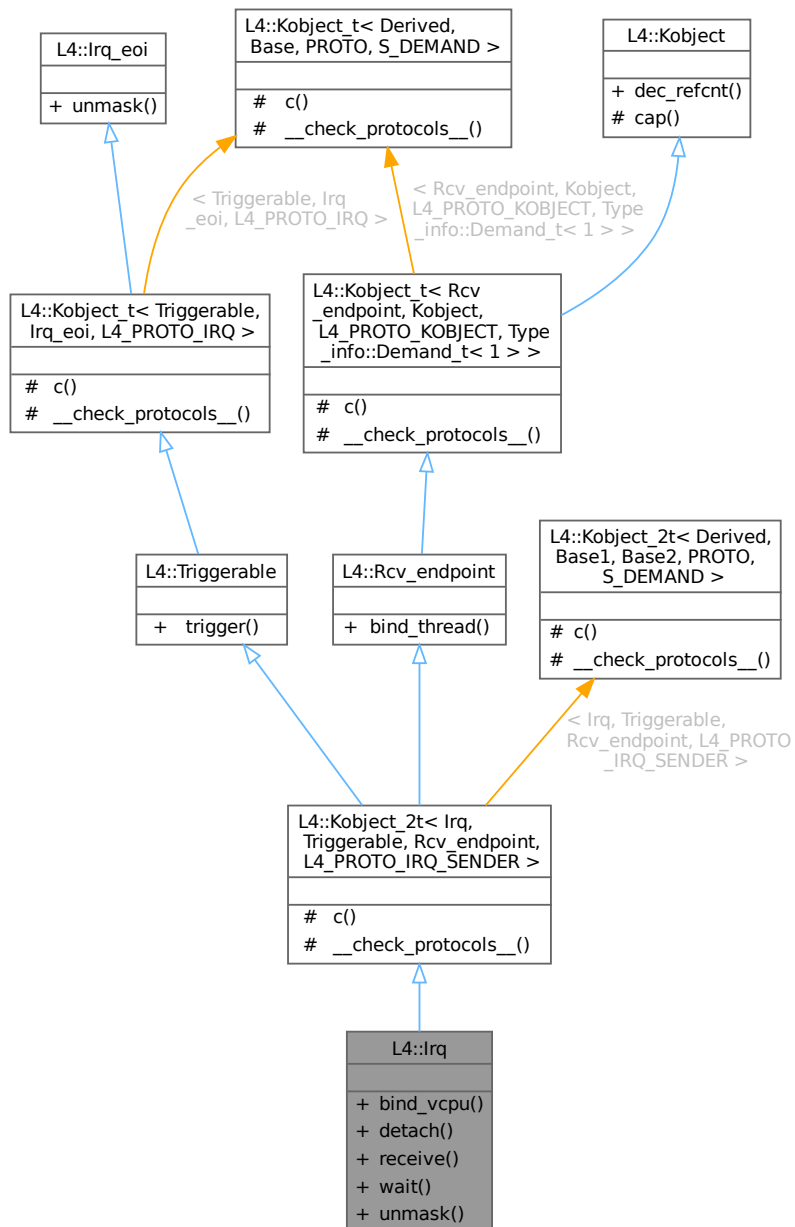 L4::Irq_eoi
+ unmask()
L4::Kobject_t< Derived,
Base, PROTO, S_DEMAND >
# c()
# __check_protocols__()
L4::Kobject
+ dec_refcnt()
# cap()
< Triggerable, Irq
_eoi, L4_PROTO_IRQ >
< Rcv_endpoint, Kobject,
L4_PROTO_KOBJECT, Type
_info::Demand_t< 1 > >
L4::Kobject_t< Triggerable,
Irq_eoi, L4_PROTO_IRQ >
# c()
# __check_protocols__()
L4::Kobject_t< Rcv
_endpoint, Kobject,
L4_PROTO_KOBJECT, Type
_info::Demand_t< 1 > >
# c()
# __check_protocols__()
L4::Triggerable
+ trigger()
L4::Rcv_endpoint
+ bind_thread()
L4::Kobject_2t< Derived,
Base1, Base2, PROTO,
S_DEMAND >
# c()
# __check_protocols__()
< Irq, Triggerable,
Rcv_endpoint, L4_PROTO
_IRQ_SENDER >
L4::Kobject_2t< Irq,
Triggerable, Rcv_endpoint,
L4_PROTO_IRQ_SENDER >
# c()
# __check_protocols__()
L4::Irq
+ bind_vcpu()
+ detach()
+ receive()
+ wait()
+ unmask()